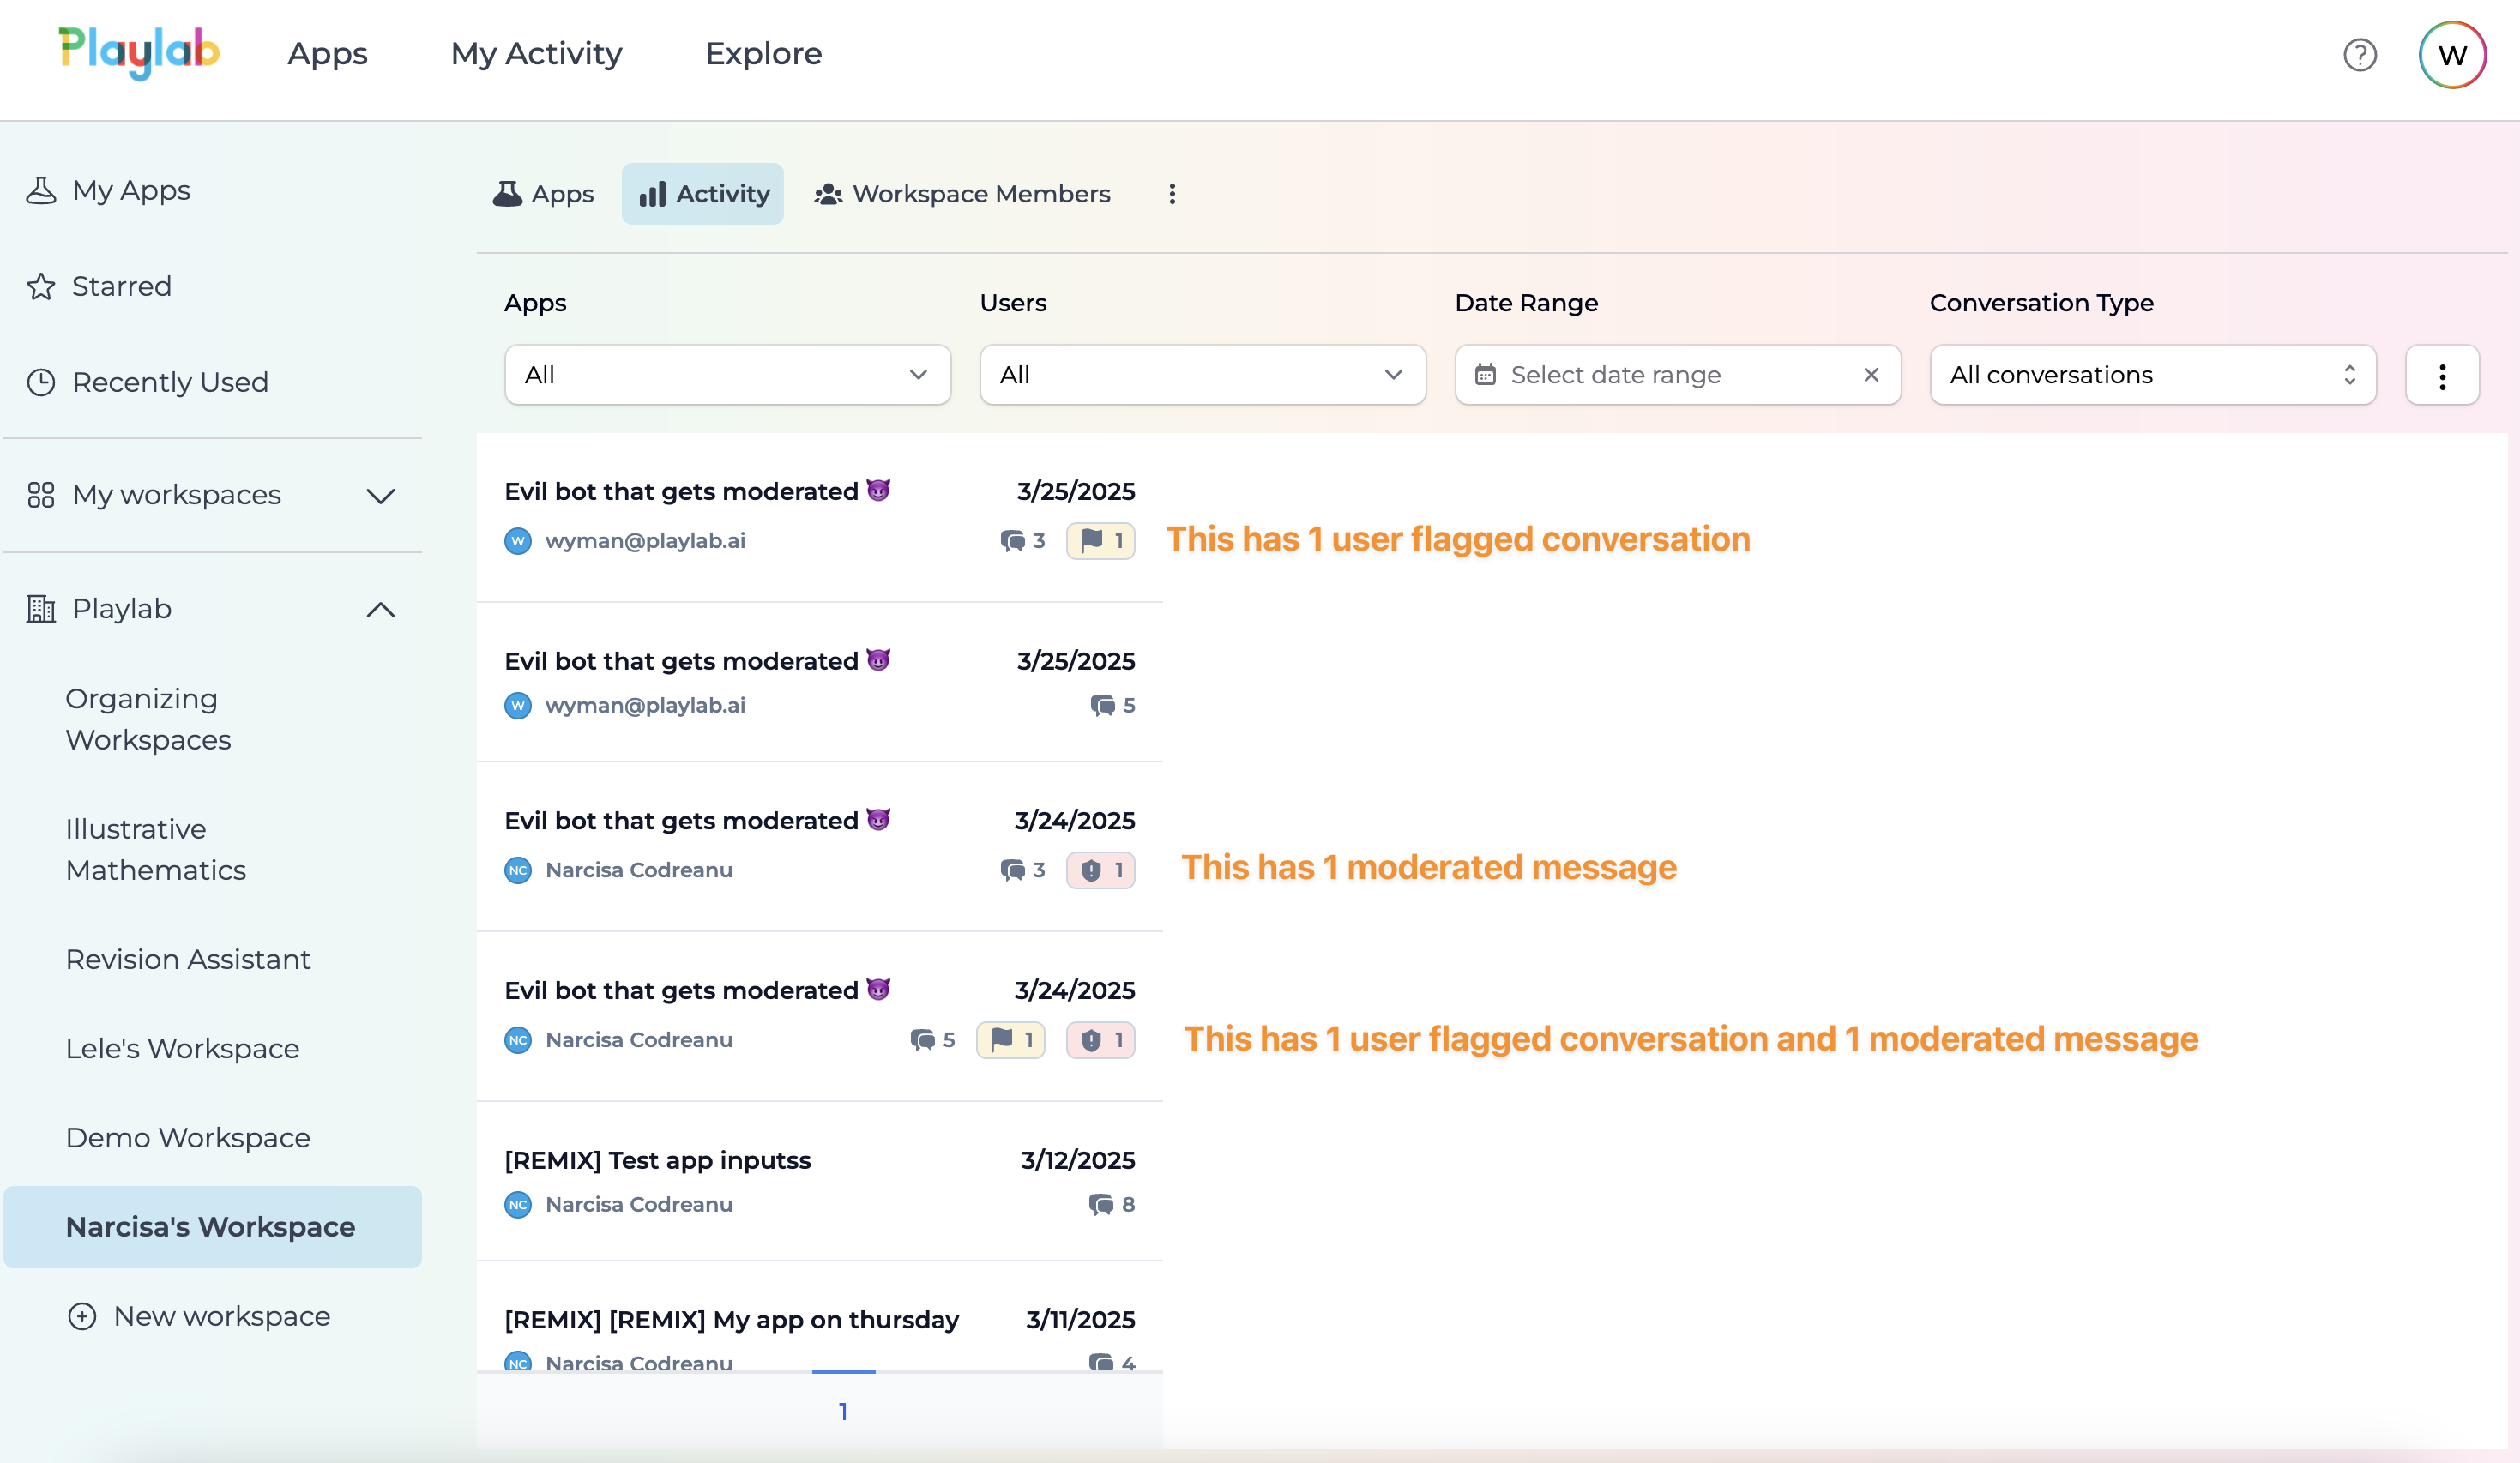 Playlab Apps My Activity Explore W
My Apps
Starred
Recently Used
My workspaces
Playlab
Organizing
Workspaces
Illustrative
Mathematics
Revision Assistant
Lele's Workspace
Demo Workspace
Narcisa's Workspace
New workspace
Apps Activity Workspace Members
Apps Users Date Range Conversation Type
All All Select date range All conversations
Evil bot that gets moderated 😈 3/25/2025
W wyman@playlab.ai 3 1 This has 1 user flagged conversation
Evil bot that gets moderated 😈 3/25/2025
W wyman@playlab.ai 5
Evil bot that gets moderated 😈 3/24/2025
NC Narcisa Codreanu 3 1 This has 1 moderated message
Evil bot that gets moderated 😈 3/24/2025
NC Narcisa Codreanu 5 1 1 This has 1 user flagged conversation and 1 moderated message
[REMIX] Test app inputss 3/12/2025
NC Narcisa Codreanu 8
[REMIX] [REMIX] My app on thursday 3/11/2025
NC Narcisa Codreanu 4
1